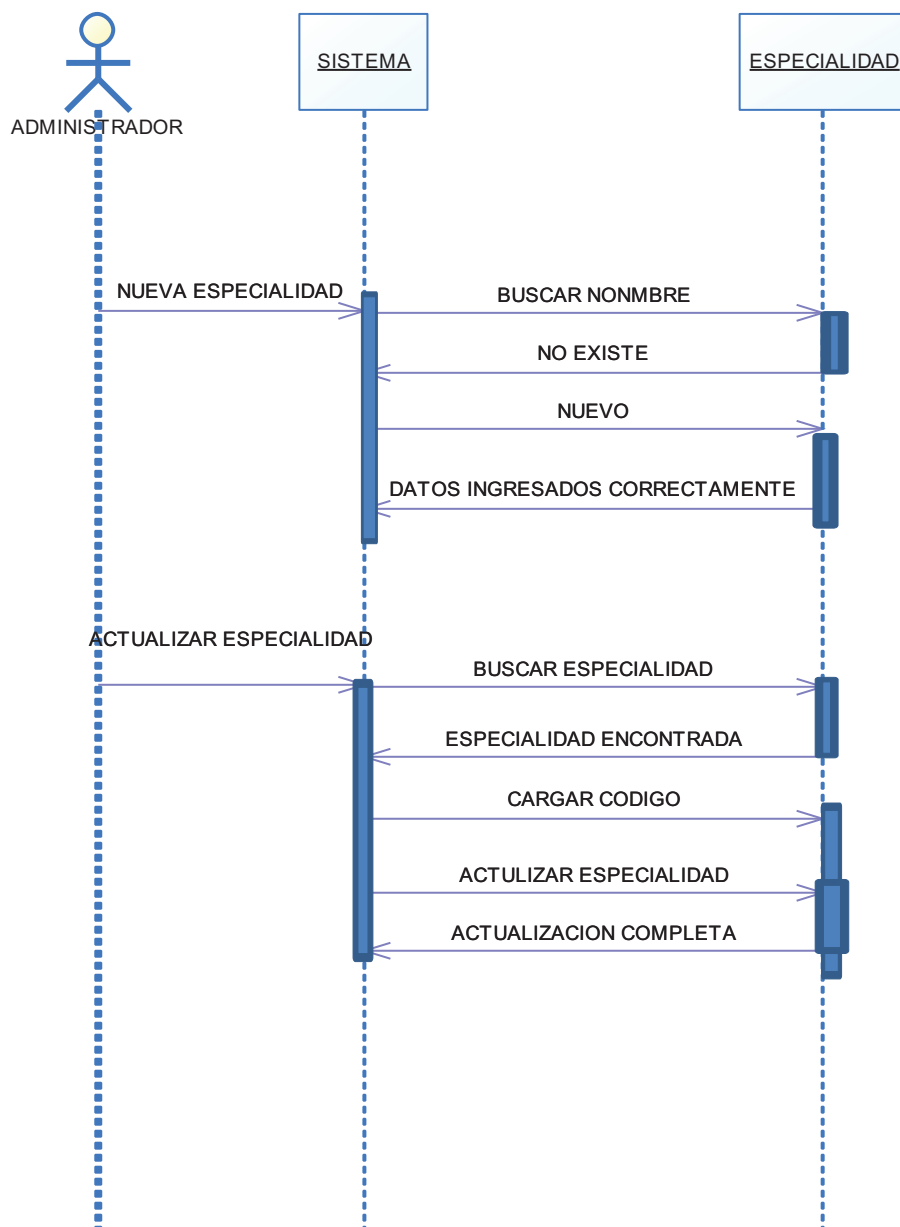 SISTEMA
ESPECIALIDAD
ADMINISTRADOR
NUEVA ESPECIALIDAD
BUSCAR NONMBRE
NO EXISTE
NUEVO
DATOS INGRESADOS CORRECTAMENTE
ACTUALIZAR ESPECIALIDAD
BUSCAR ESPECIALIDAD
ESPECIALIDAD ENCONTRADA
CARGAR CODIGO
ACTULIZAR ESPECIALIDAD
ACTUALIZACION COMPLETA